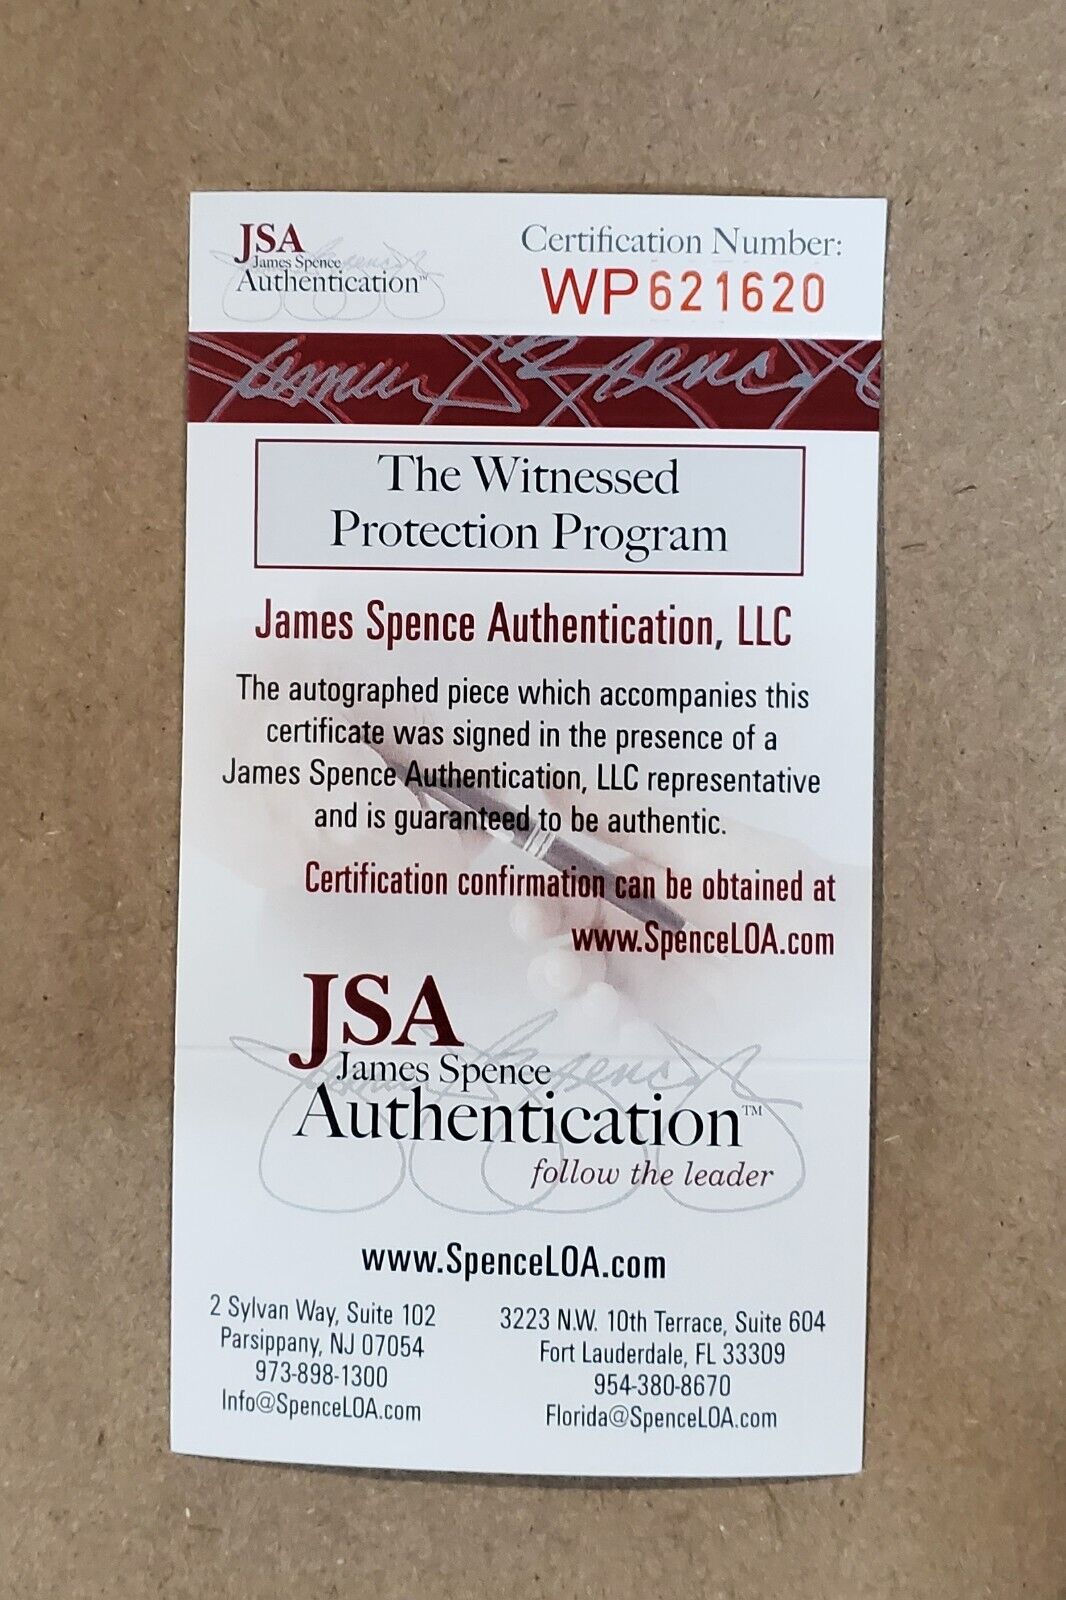 JSA
James Spence
Authentication™
Certification Number:
WP621620
The Witnessed
Protection Program
James Spence Authentication, LLC
The autographed piece which accompanies this
certificate was signed in the presence of a
James Spence Authentication, LLC representative
and is guaranteed to be authentic.
Certification confirmation can be obtained at
www.SpenceLOA.com
JSA
James Spence
Authentication™
follow the leader
www.SpenceLOA.com
2 Sylvan Way, Suite 102
Parsippany, NJ 07054
973-898-1300
Info@SpenceLOA.com
3223 N.W. 10th Terrace, Suite 604
Fort Lauderdale, FL 33309
954-380-8670
Florida@SpenceLOA.com